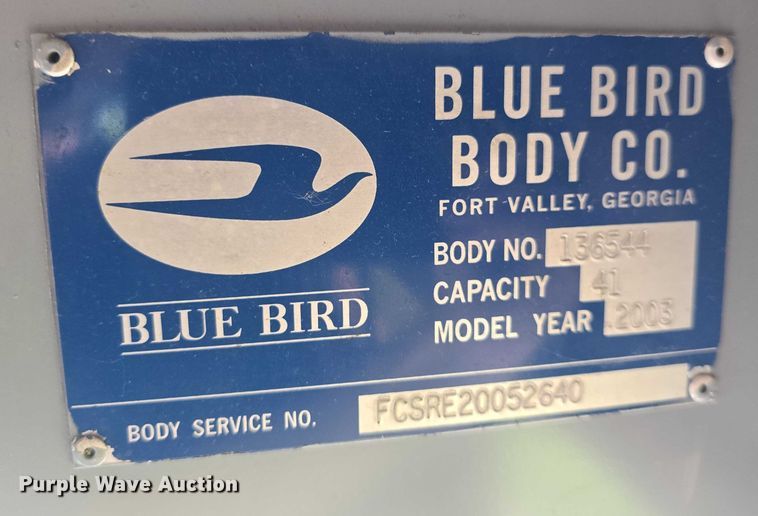 BLUE BIRD
BODY CO.
FORT VALLEY, GEORGIA
BODY NO. 136544
CAPACITY 41
MODEL YEAR 2003
BLUE BIRD
BODY SERVICE NO. FCSRE20052640
Purple Wave Auction